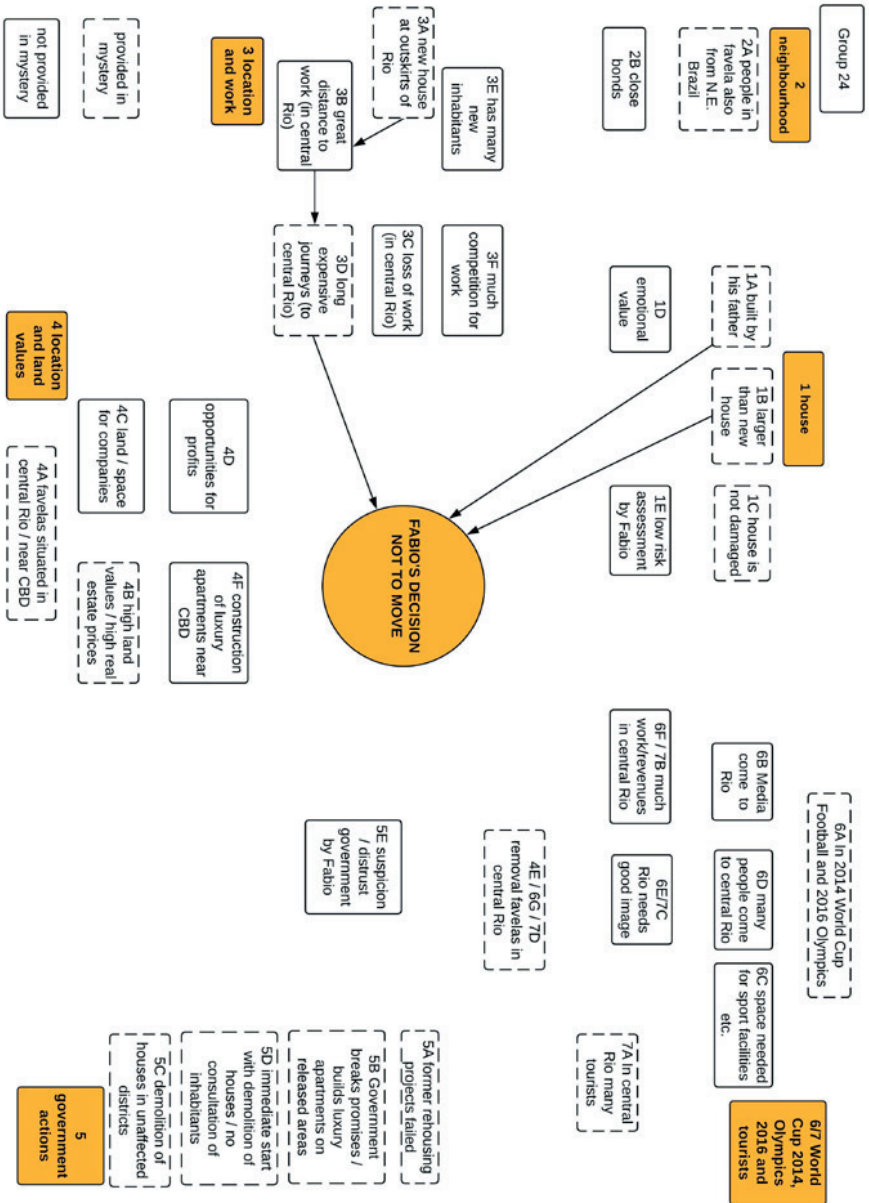 Group 24
2
neighbourhood
2A people in
favela also
from N.E.
Brazil
2B close
bonds
1 house
1A built by
his father
1B larger
than new
house
1C house is
not damaged
1D
emotional
value
1E low risk
assessment
by Fabio
6/7 World
Cup 2014,
Olympics
2016 and
tourists
6A In 2014 World Cup
Football and 2016 Olympics
6B Media
come to
Rio
6D many
people come
to central Rio
6C space needed
for sport facilities
etc.
6F / 7B much
work/revenues
in central Rio
6E/7C
Rio needs
good image
7A In central
Rio many
tourists
4E / 6G / 7D
removal favelas in
central Rio
3E has many
new
inhabitants
3F much
competition for
work
3A new house
at outskirts of
Rio
3C loss of work
(in central Rio)
3B great
distance to
work (in central
Rio)
3D long
expensive
journeys (to
central Rio)
3 location
and work
FABIO'S DECISION
NOT TO MOVE
5E suspicion
/ distrust
government
by Fabio
5A former rehousing
projects failed
5B Government
breaks promises /
builds luxury
apartments on
released areas
5D immediate start
with demolition of
houses / no
consultation of
inhabitants
5C demolition of
houses in unaffected
districts
5
government
actions
4D
opportunities for
profits
4F construction
of luxury
apartments near
CBD
4C land / space
for companies
4B high land
values / high real
estate prices
4 location
and land
values
4A favelas situated in
central Rio / near CBD
provided in
mystery
not provided
in mystery